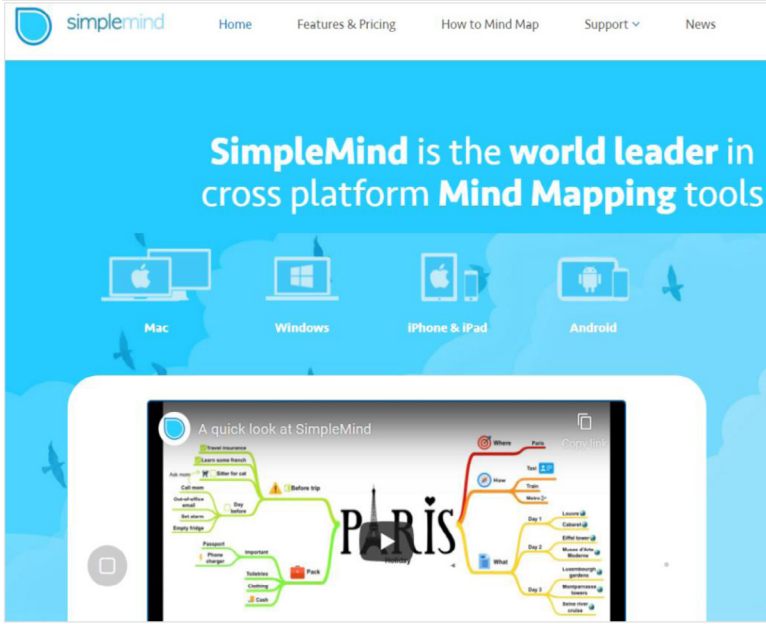 simplemind
Home
Features & Pricing
How to Mind Map
Support
News
SimpleMind is the world leader in
cross platform Mind Mapping tools
Mac
Windows
iPhone & iPad
Android
A quick look at SimpleMind
Copy link
Travel insurance
Learn some french
Ask mom
Sitter for cat
Before trip
Call mom
Out-of-office
email
Set alarm
Empty fridge
Day
before
Passport
Phone
charger
Important
Toiletries
Clothing
Cash
Pack
PARIS
Holiday
Where
Paris
How
Taxi
Train
Metro
What
Day 1
Louvre
Cabaret
Day 2
Eiffel tower
Musee d'Arte
Moderne
Day 3
Luxembourgh
gardens
Montparnasse
towers
Seine river
cruise